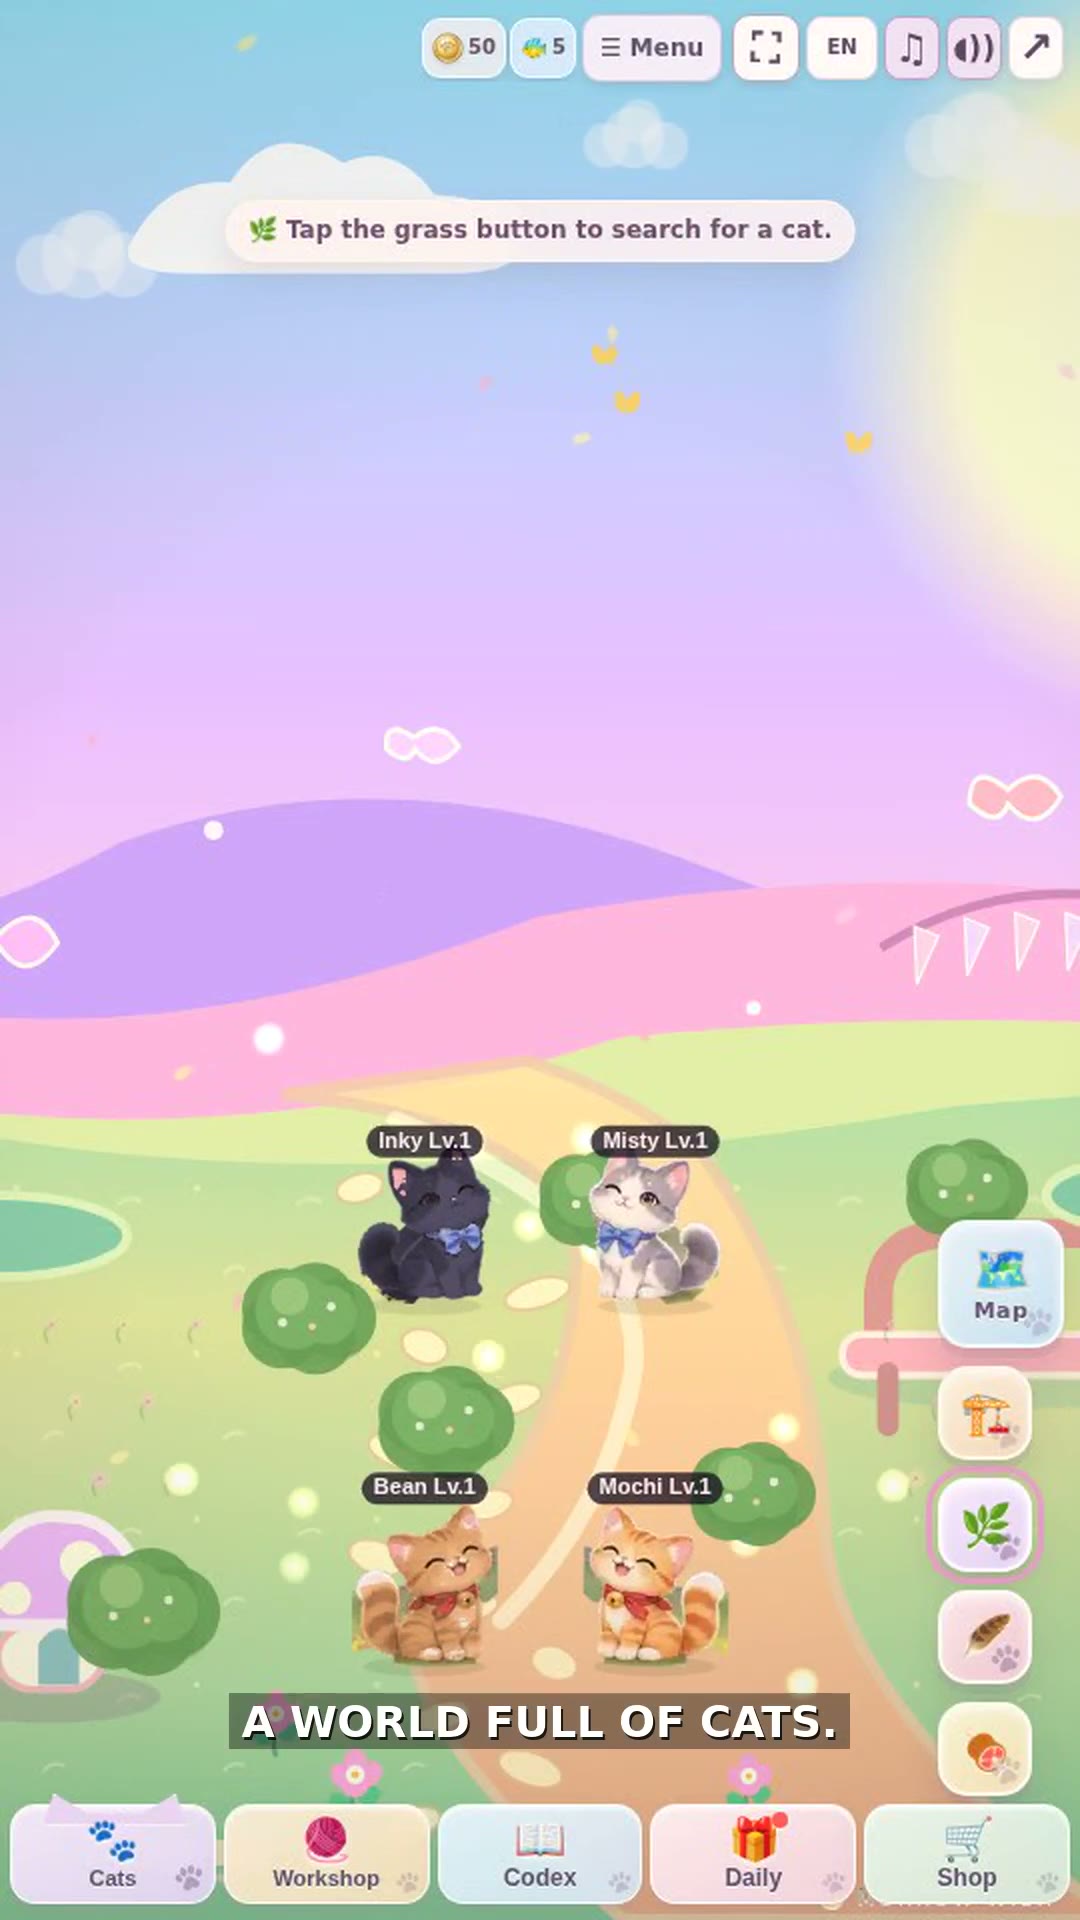 50
5
☰ Menu
EN
Tap the grass button to search for a cat.
Inky Lv.1
Misty Lv.1
Map
Bean Lv.1
Mochi Lv.1
A WORLD FULL OF CATS.
Cats
Workshop
Codex
Daily
Shop